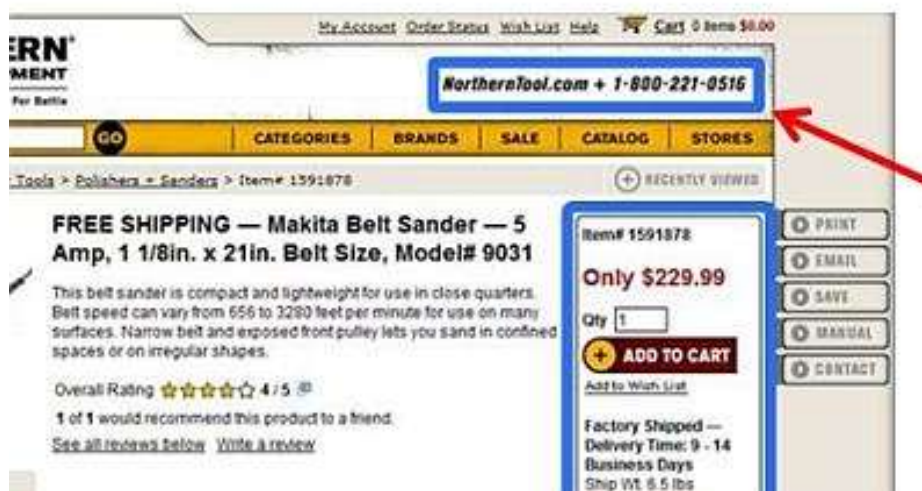 My Account Order Status Wish List Help Cart 0 items $0.00
ERN
MENT
For Battle
NorthernTool.com + 1-800-221-0516
GO CATEGORIES BRANDS SALE CATALOG STORES
Tools > Polishers + Sanders > Item# 1591878
RECENTLY VIEWED
FREE SHIPPING — Makita Belt Sander — 5
Amp, 1 1/8in. x 21in. Belt Size, Model# 9031
This belt sander is compact and lightweight for use in close quarters.
Belt speed can vary from 656 to 3280 feet per minute for use on many
surfaces. Narrow belt and exposed front pulley lets you sand in confined
spaces or on irregular shapes.
Overall Rating 4 / 5
1 of 1 would recommend this product to a friend.
See all reviews below Write a review
Item# 1591878
Only $229.99
Qty 1
+ ADD TO CART
Add to Wish List
Factory Shipped —
Delivery Time: 9 - 14
Business Days
Ship Wt. 6.5 lbs
PRINT
EMAIL
SAVE
MANUAL
CONTACT